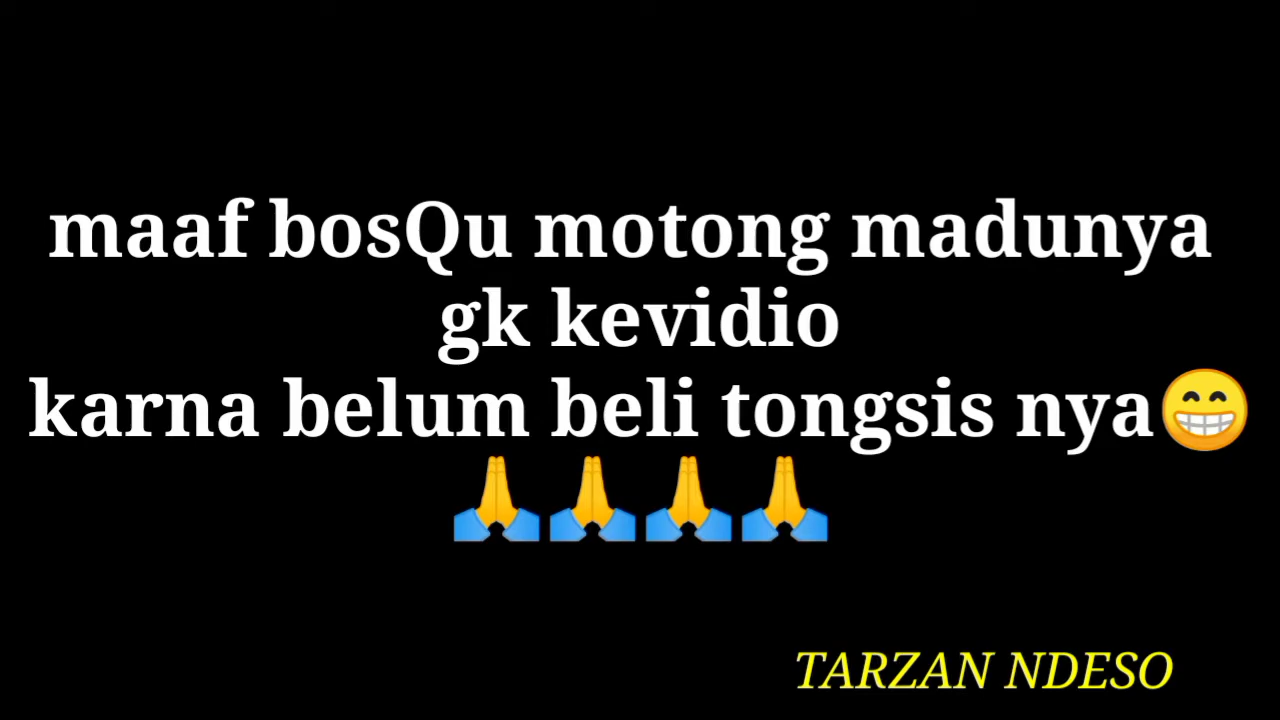 maaf bosQu motong madunya
gk kevidio
karna belum beli tongsis nya😁
🙏🙏🙏🙏
TARZAN NDESO